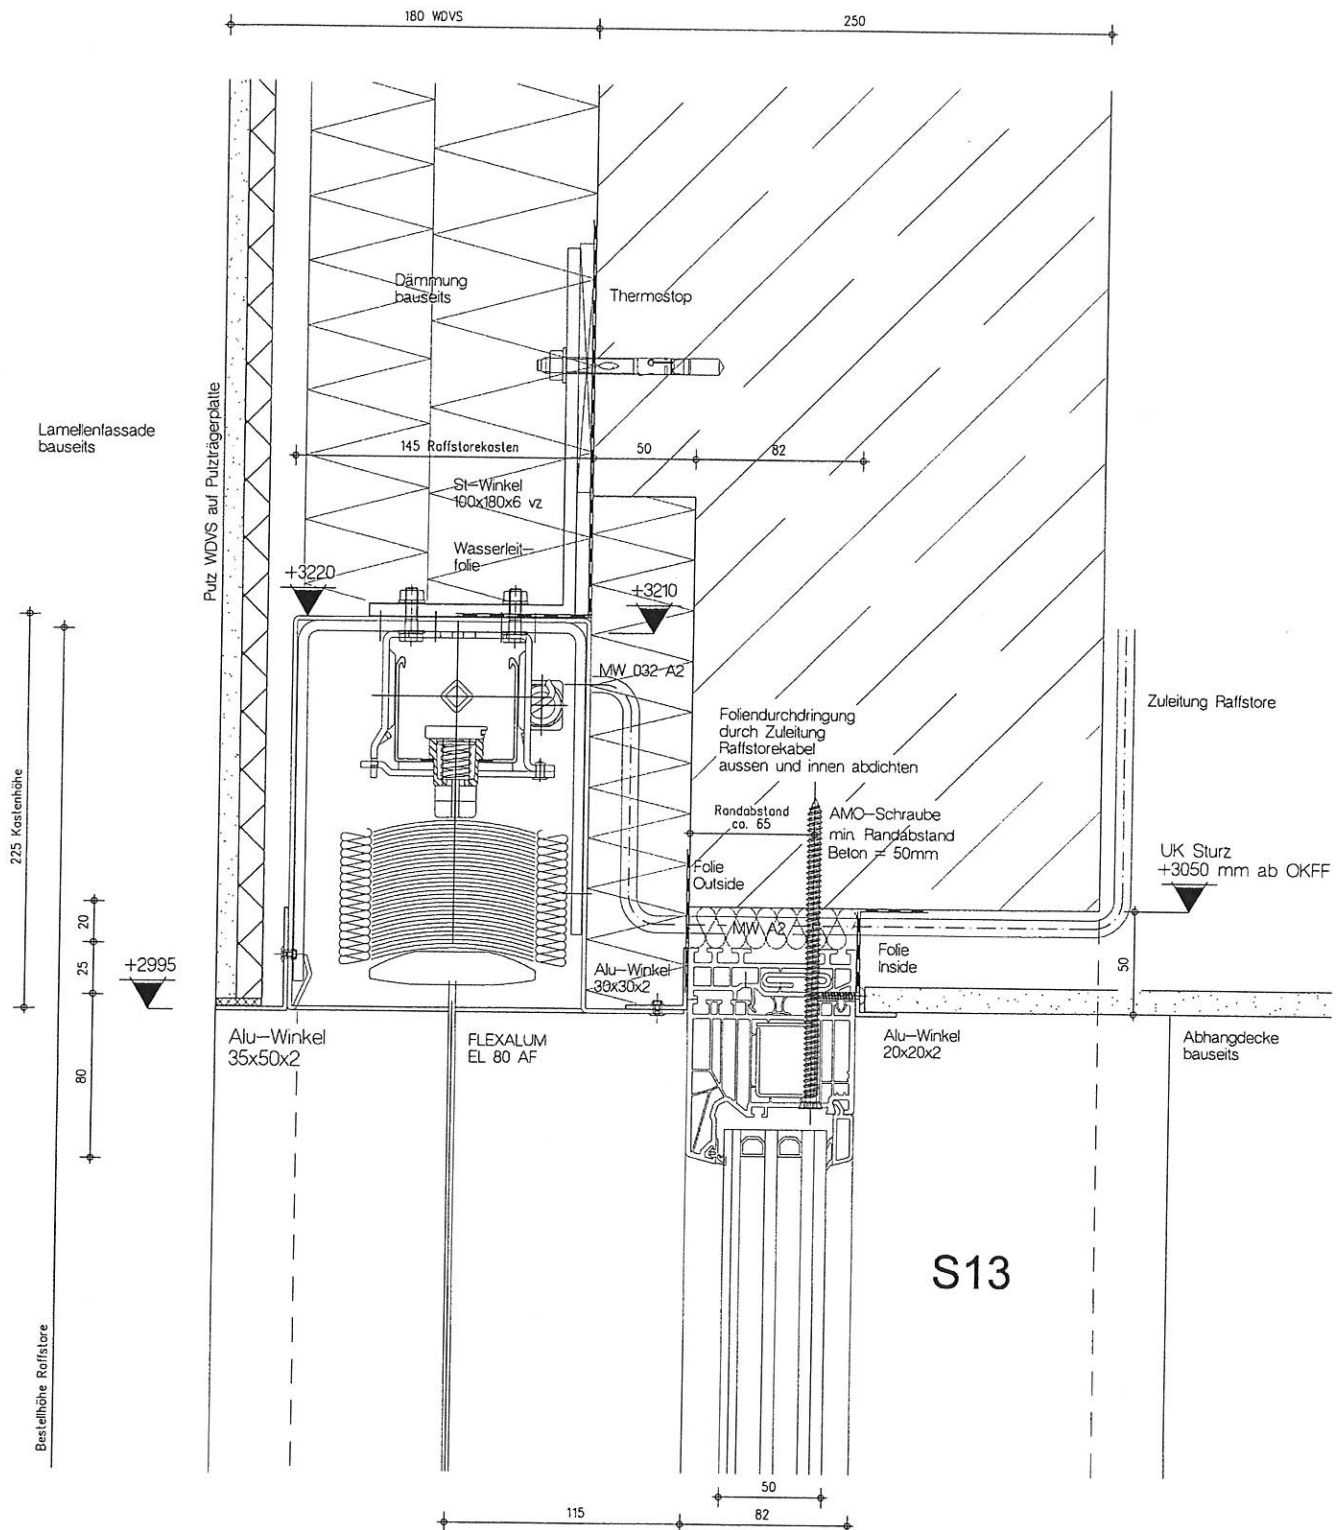 180 WDVS
250
Dämmung
bauseits
Thermostop
Lamellenfassade
bauseits
Putz WDVS auf Putzträgerplatte
145 Raffstorekasten
50
82
St-Winkel
100x180x6 vz
Wasserleit-
folie
+3220
+3210
MW 032 A2
Zuleitung Raffstore
Foliendurchdringung
durch Zuleitung
Raffstorekabel
aussen und innen abdichten
Randabstand
ca. 65
AMO-Schraube
min. Randabstand
Beton = 50mm
225 Kastenhöhe
UK Sturz
+3050 mm ab OKFF
Folie
Outside
20
25
80
MW A2
Folie
Inside
50
+2995
Alu-Winkel
30x30x2
Alu-Winkel
35x50x2
FLEXALUM
EL 80 AF
Alu-Winkel
20x20x2
Abhangdecke
bauseits
S13
Bestellhöhe Raffstore
50
115
82